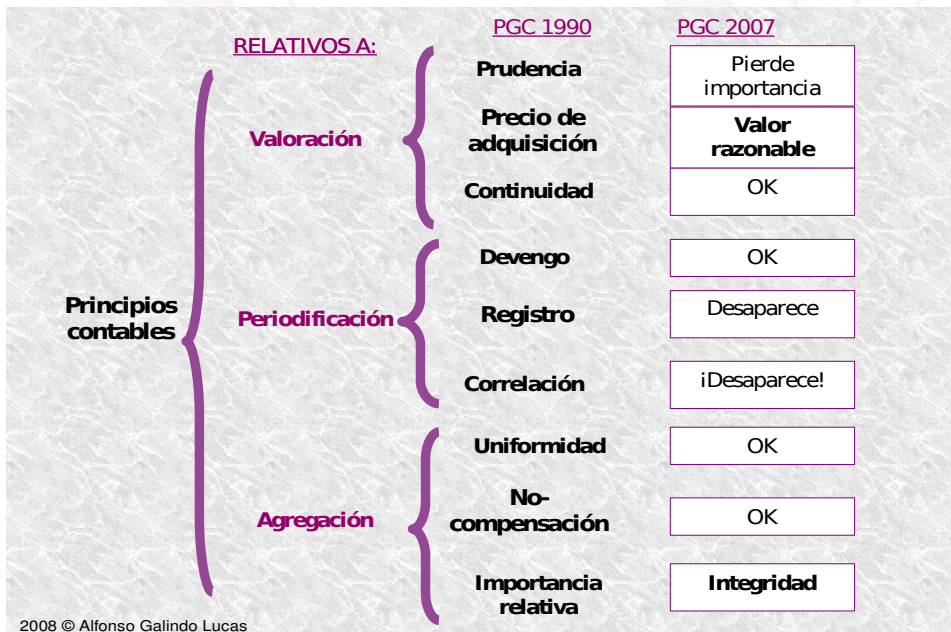 RELATIVOS A:
PGC 1990
PGC 2007
Principios
contables
Valoración
Prudencia
Pierde
importancia
Precio de
adquisición
Valor
razonable
Continuidad
OK
Periodificación
Devengo
OK
Registro
Desaparece
Correlación
¡Desaparece!
Agregación
Uniformidad
OK
No-
compensación
OK
Importancia
relativa
Integridad
2008 © Alfonso Galindo Lucas